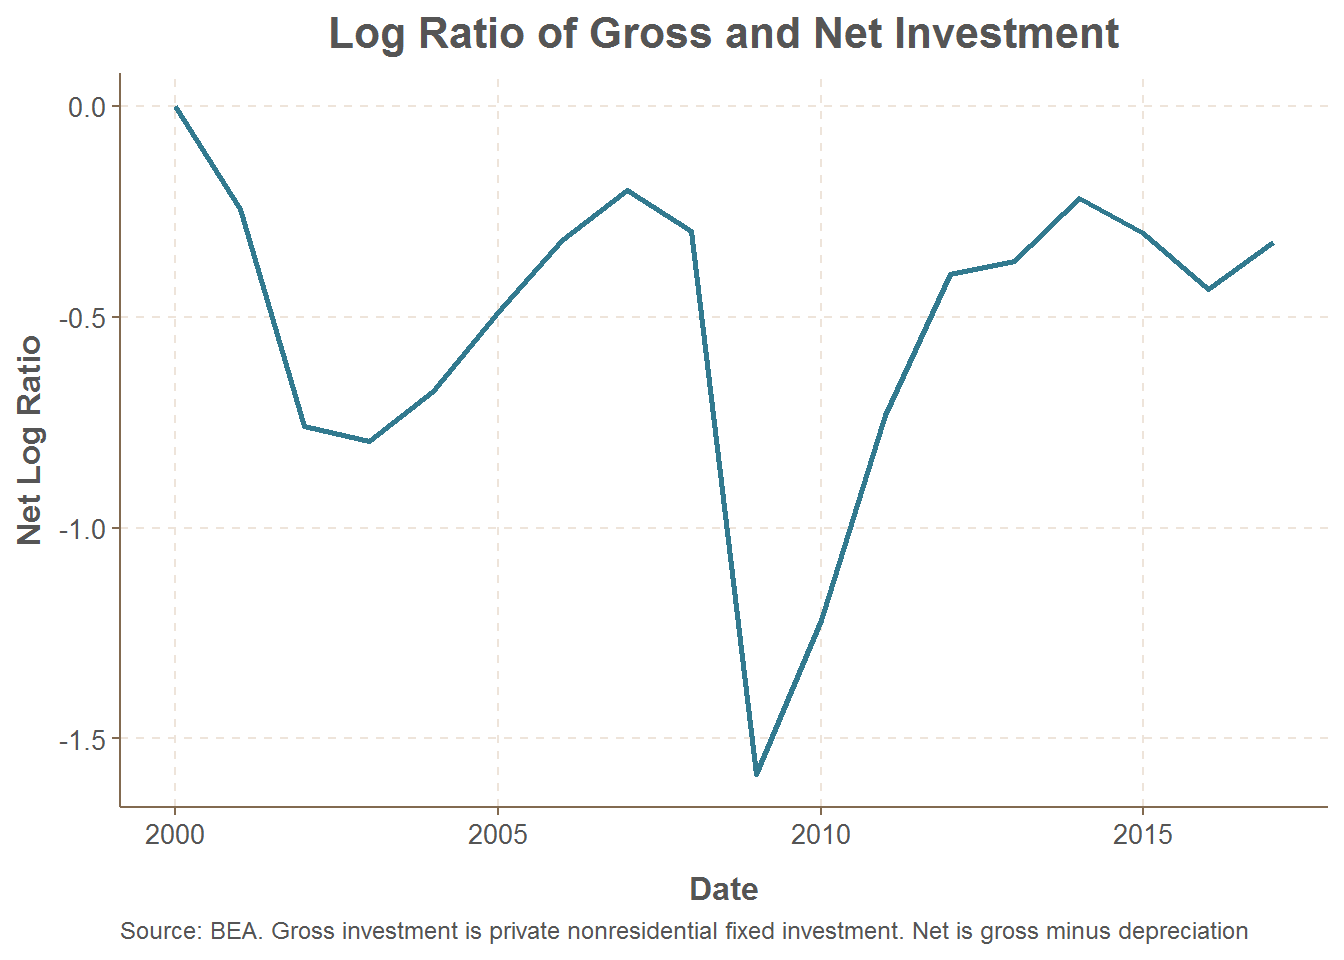 Log Ratio of Gross and Net Investment
Net Log Ratio
0.0
-0.5
-1.0
-1.5
2000 2005 2010 2015
Date
Source: BEA. Gross investment is private nonresidential fixed investment. Net is gross minus depreciation